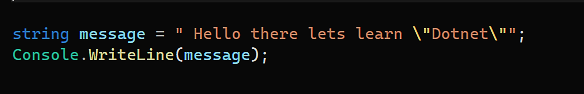 string message = " Hello there lets learn \"Dotnet\"";
Console.WriteLine(message);